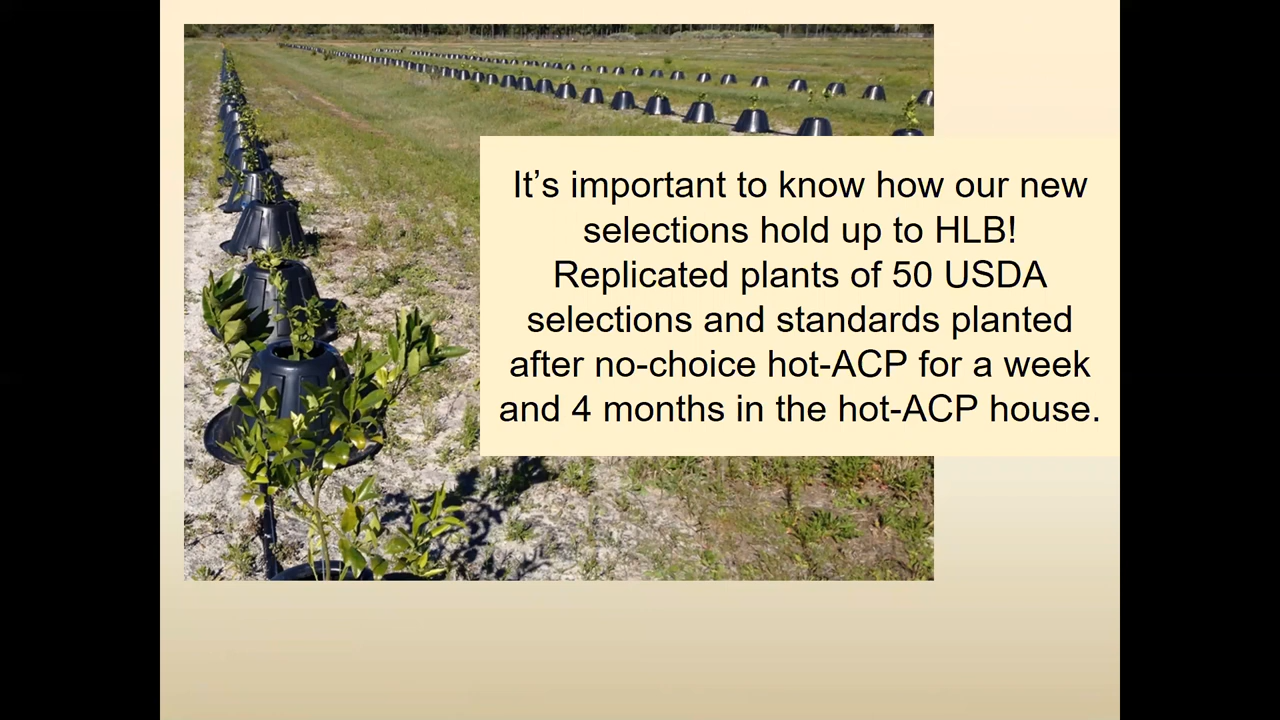 It’s important to know how our new
selections hold up to HLB!
Replicated plants of 50 USDA
selections and standards planted
after no-choice hot-ACP for a week
and 4 months in the hot-ACP house.